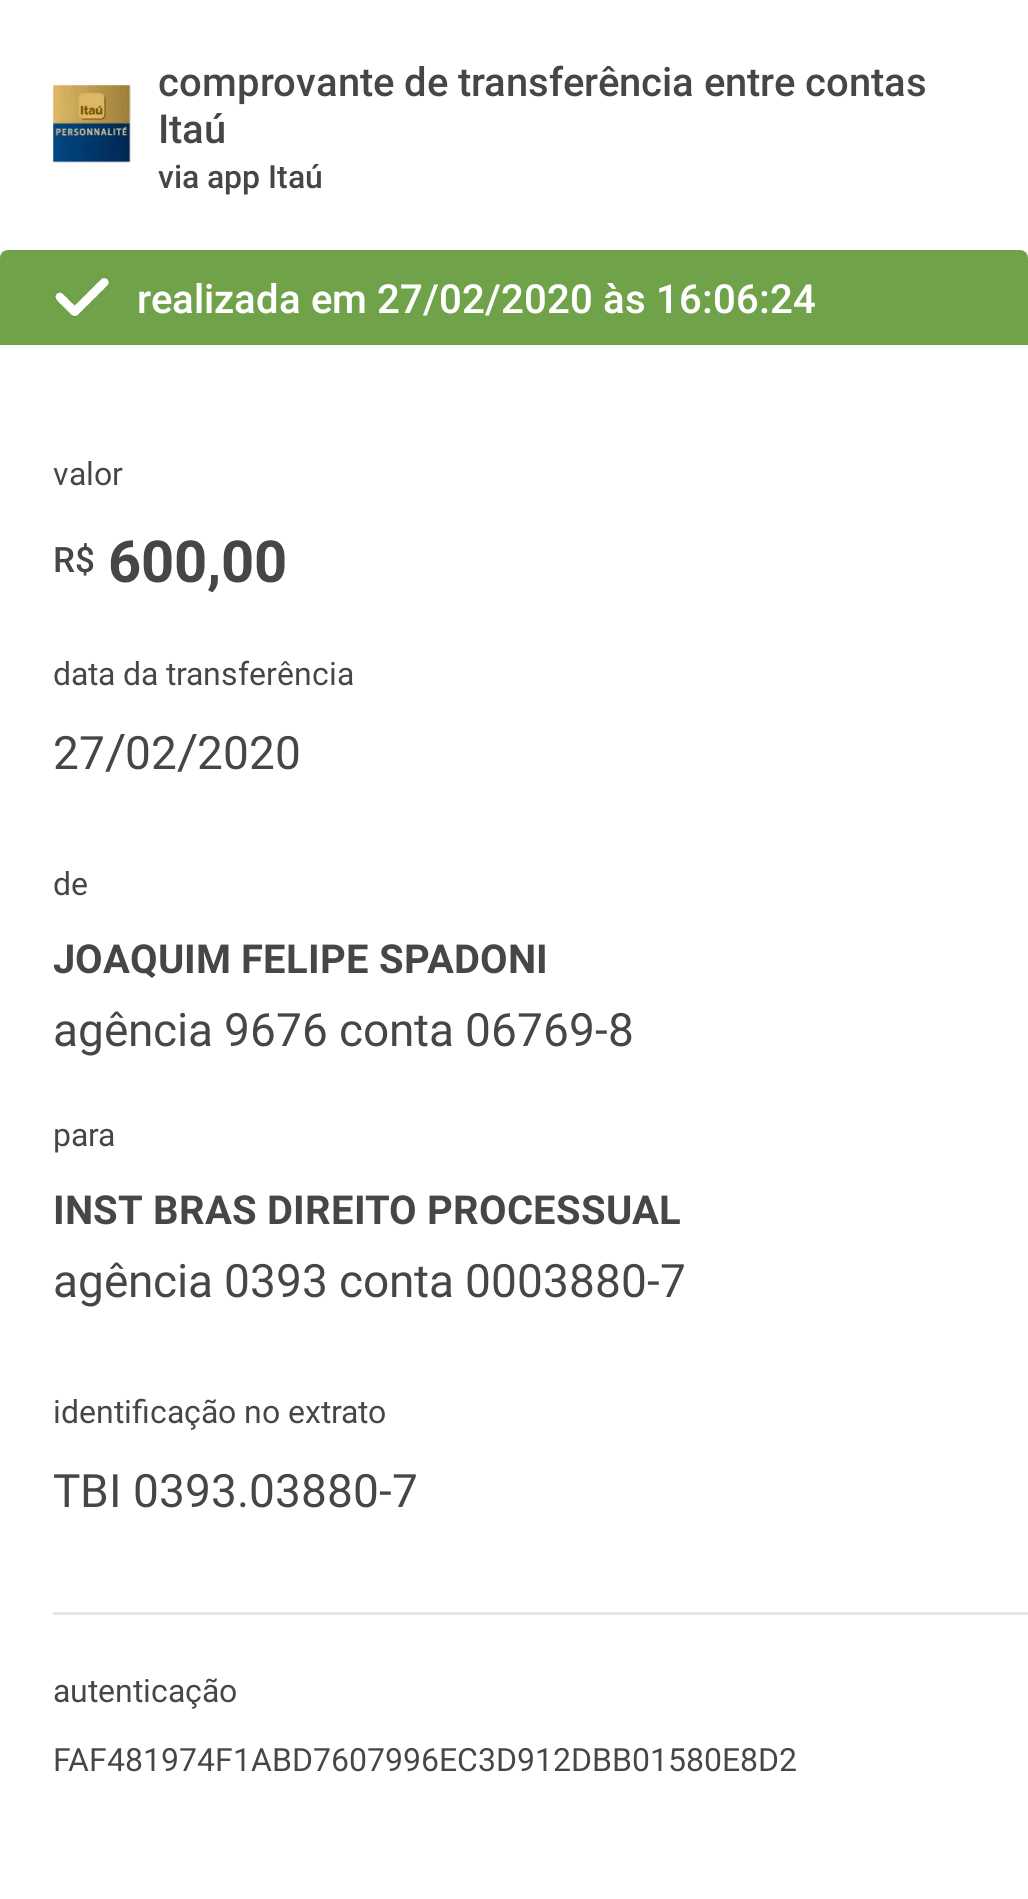 comprovante de transferência entre contas
Itaú
via app Itaú
Itaú
PERSONNALITÉ
realizada em 27/02/2020 às 16:06:24
valor
R$ 600,00
data da transferência
27/02/2020
de
JOAQUIM FELIPE SPADONI
agência 9676 conta 06769-8
para
INST BRAS DIREITO PROCESSUAL
agência 0393 conta 0003880-7
identificação no extrato
TBI 0393.03880-7
autenticação
FAF481974F1ABD7607996EC3D912DBB01580E8D2